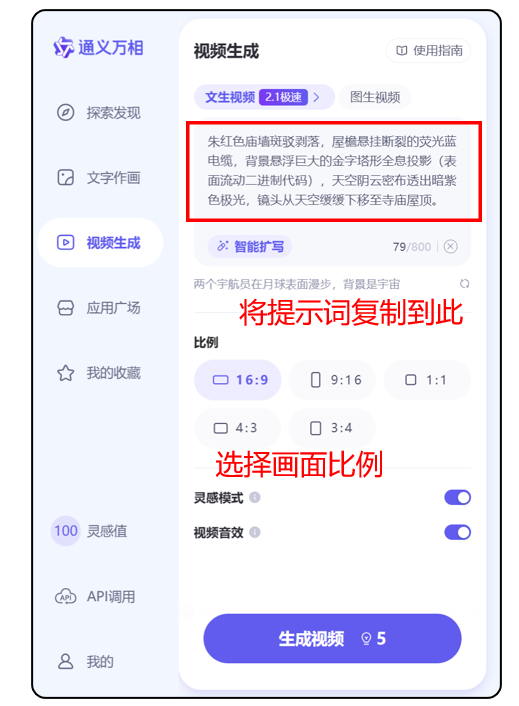 通义万相
探索发现
文字作画
视频生成
应用广场
我的收藏
100 灵感值
API API调用
我的
视频生成
使用指南
文生视频 2.1极速 >
图生视频
朱红色庙墙斑驳剥落，屋檐悬挂断裂的荧光蓝
电缆，背景悬浮巨大的金字塔形全息投影（表
面流动二进制代码），天空阴云密布透出暗紫
色极光，镜头从天空缓缓下移至寺庙屋顶。
智能扩写
79/800
两个宇航员在月球表面漫步，背景是宇宙
将提示词复制到此
比例
16:9
9:16
1:1
4:3
3:4
选择画面比例
灵感模式
视频音效
生成视频 5